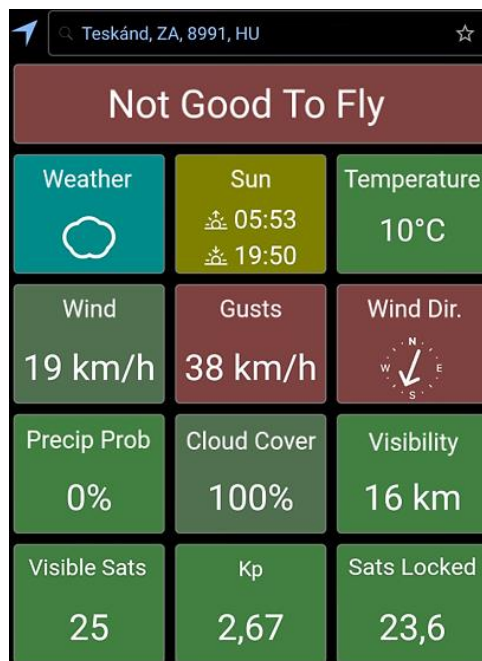 Teskánd, ZA, 8991, HU
Not Good To Fly
Weather
Sun
05:53
19:50
Temperature
10°C
Wind
19 km/h
Gusts
38 km/h
Wind Dir.
N
W E
S
Precip Prob
0%
Cloud Cover
100%
Visibility
16 km
Visible Sats
25
Kp
2,67
Sats Locked
23,6